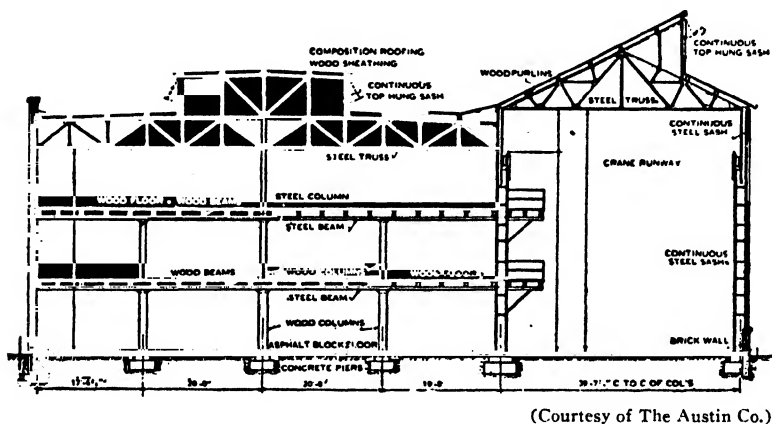 COMPOSITION ROOFING
WOOD SHEATHING
CONTINUOUS
TOP HUNG SASH
CONTINUOUS
TOP HUNG SASH
WOOD PURLINS
STEEL TRUSS
CONTINUOUS
STEEL SASH
STEEL TRUSS
CRANE RUNWAY
WOOD FLOOR WOOD BEAMS
STEEL COLUMN
STEEL BEAM
WOOD BEAMS
WOOD COLUMNS
WOOD FLOOR
CONTINUOUS
STEEL SASH
STEEL BEAM
WOOD COLUMNS
ASPHALT BLOCK FLOOR
BRICK WALL
CONCRETE PIERS
20'-0"
20'-0"
C TO C OF COL'S
(Courtesy of The Austin Co.)